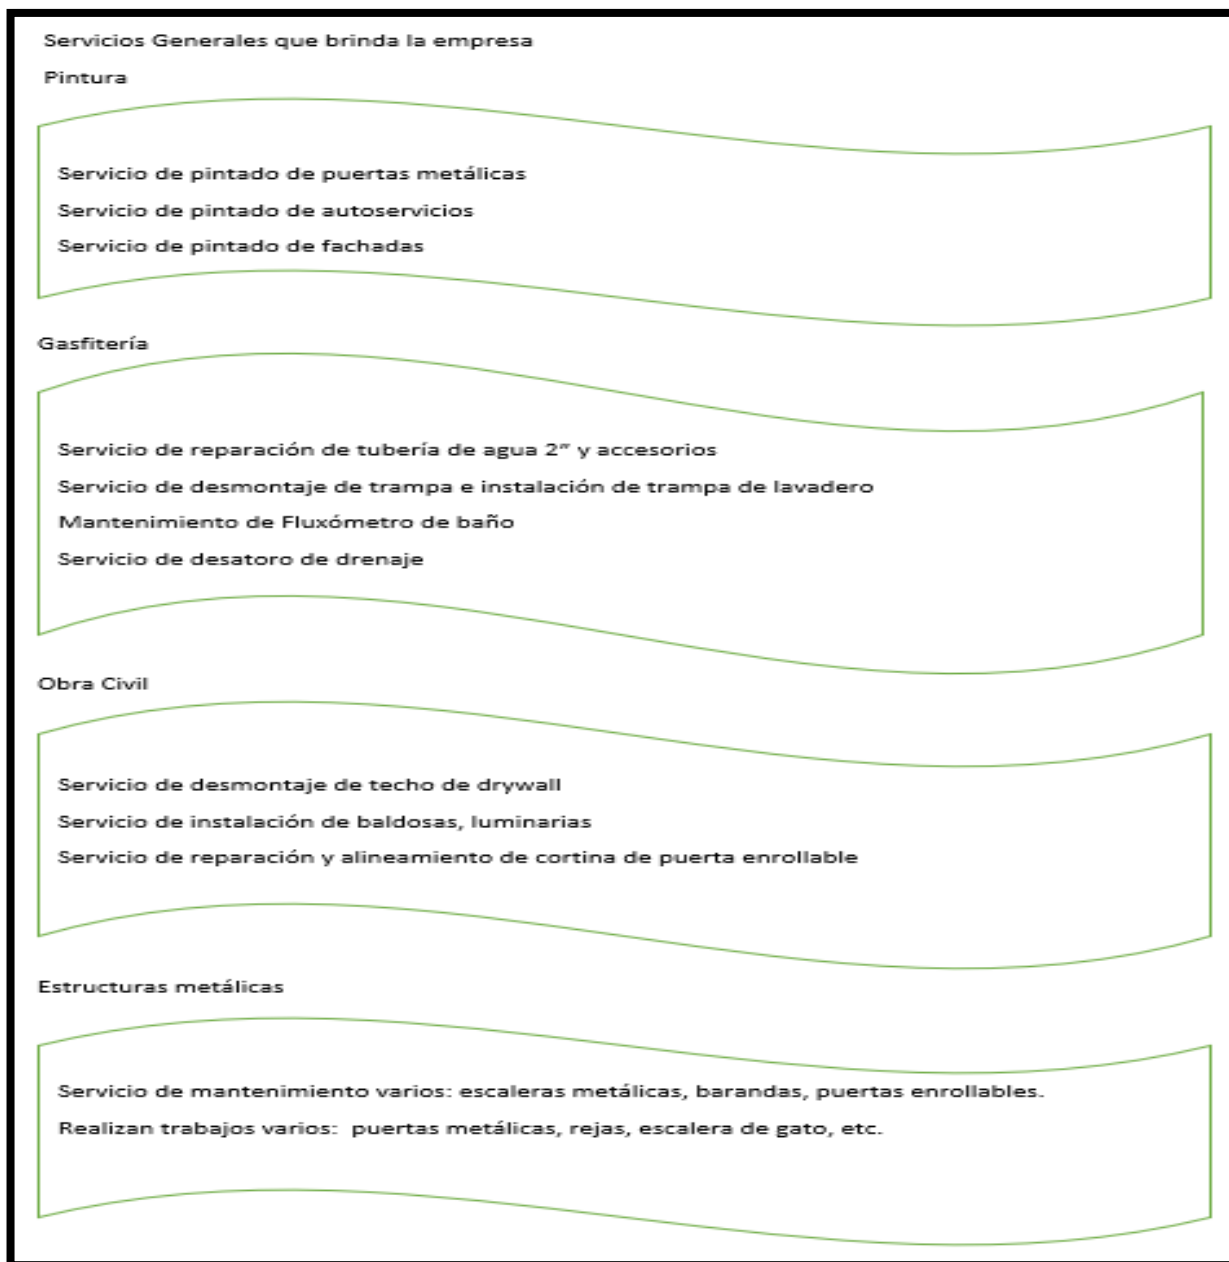 Servicios Generales que brinda la empresa
Pintura
Servicio de pintado de puertas metálicas
Servicio de pintado de autoservicios
Servicio de pintado de fachadas
Gasfitería
Servicio de reparación de tubería de agua 2” y accesorios
Servicio de desmontaje de trampa e instalación de trampa de lavadero
Mantenimiento de Fluxómetro de baño
Servicio de desatoro de drenaje
Obra Civil
Servicio de desmontaje de techo de drywall
Servicio de instalación de baldosas, luminarias
Servicio de reparación y alineamiento de cortina de puerta enrollable
Estructuras metálicas
Servicio de mantenimiento varios: escaleras metálicas, barandas, puertas enrollables.
Realizan trabajos varios:  puertas metálicas, rejas, escalera de gato, etc.